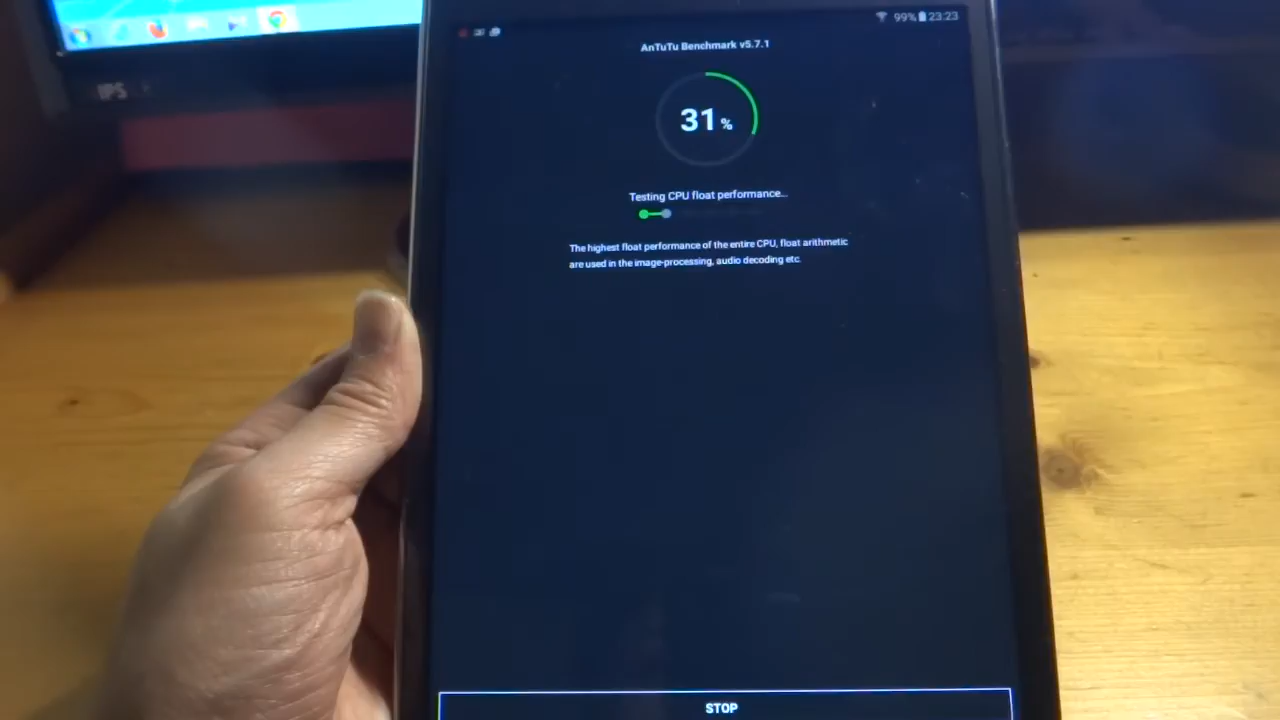 IPS
99% 23:23
AnTuTu Benchmark v5.7.1
31 %
Testing CPU float performance...
The highest float performance of the entire CPU, float arithmetic
are used in the image-processing, audio decoding etc.
STOP